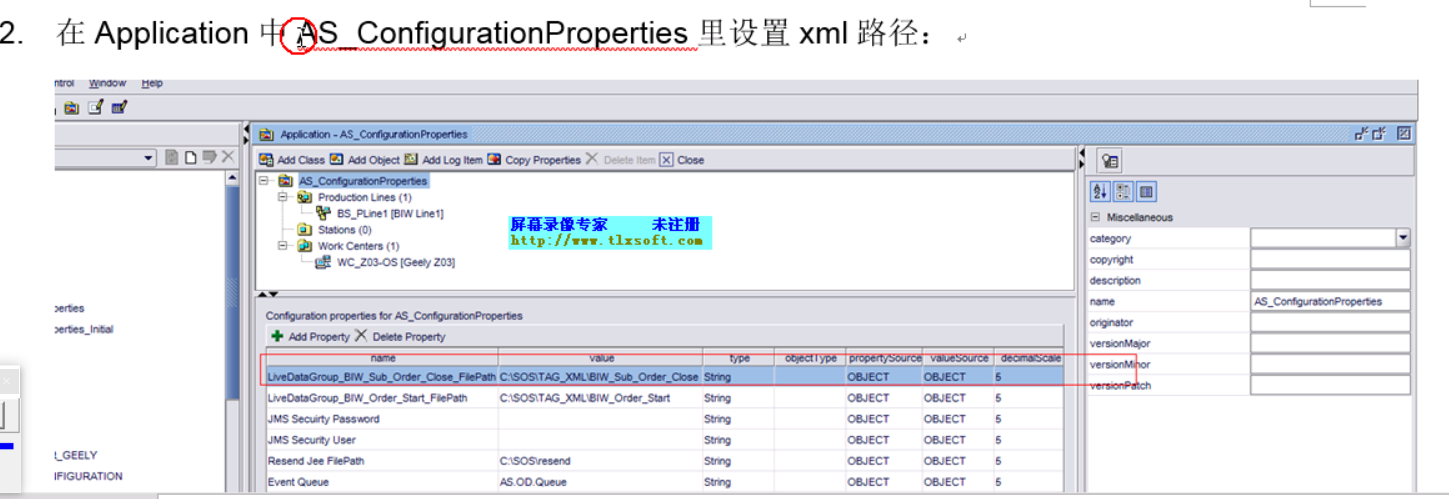 2. 在 Application 中 AS_ConfigurationProperties 里设置 xml 路径：
ntrol Window Help
Application - AS_ConfigurationProperties
Add Class Add Object Add Log Item Copy Properties Delete Item Close
AS_ConfigurationProperties
Production Lines (1)
BS_PLine1 [BIW Line1]
Stations (0)
Work Centers (1)
WC_Z03-OS [Geely Z03]
屏幕录像专家 未注册
http://www.tlxsoft.com
perties
perties_Initial
R_GEELY
NFIGURATION
Configuration properties for AS_ConfigurationProperties
Add Property Delete Property
name value type objectType propertySource valueSource decimalScale
LiveDataGroup_BIW_Sub_Order_Close_FilePath C:\SOS\TAG_XML\BIW_Sub_Order_Close String OBJECT OBJECT 5
LiveDataGroup_BIW_Order_Start_FilePath C:\SOS\TAG_XML\BIW_Order_Start String OBJECT OBJECT 5
JMS Secuirty Password String OBJECT OBJECT 5
JMS Security User String OBJECT OBJECT 5
Resend Jee FilePath C:\SOS\resend String OBJECT OBJECT 5
Event Queue AS.OD.Queue String OBJECT OBJECT 5
Miscellaneous
category
copyright
description
name AS_ConfigurationProperties
originator
versionMajor
versionMinor
versionPatch